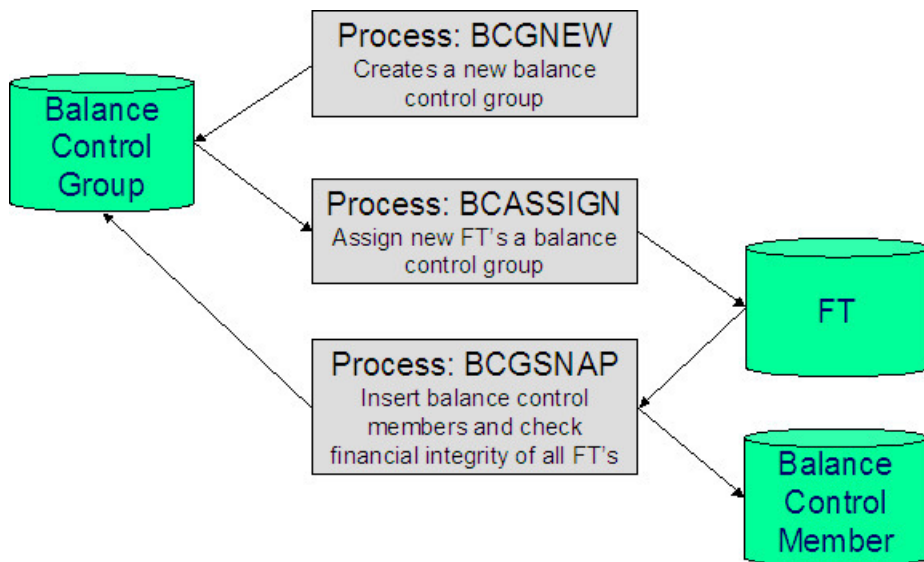 Process: BCGNEW
Creates a new balance
control group
Balance
Control
Group
Process: BCASSIGN
Assign new FT's a balance
control group
FT
Process: BCGSNAP
Insert balance control
members and check
financial integrity of all FT's
Balance
Control
Member